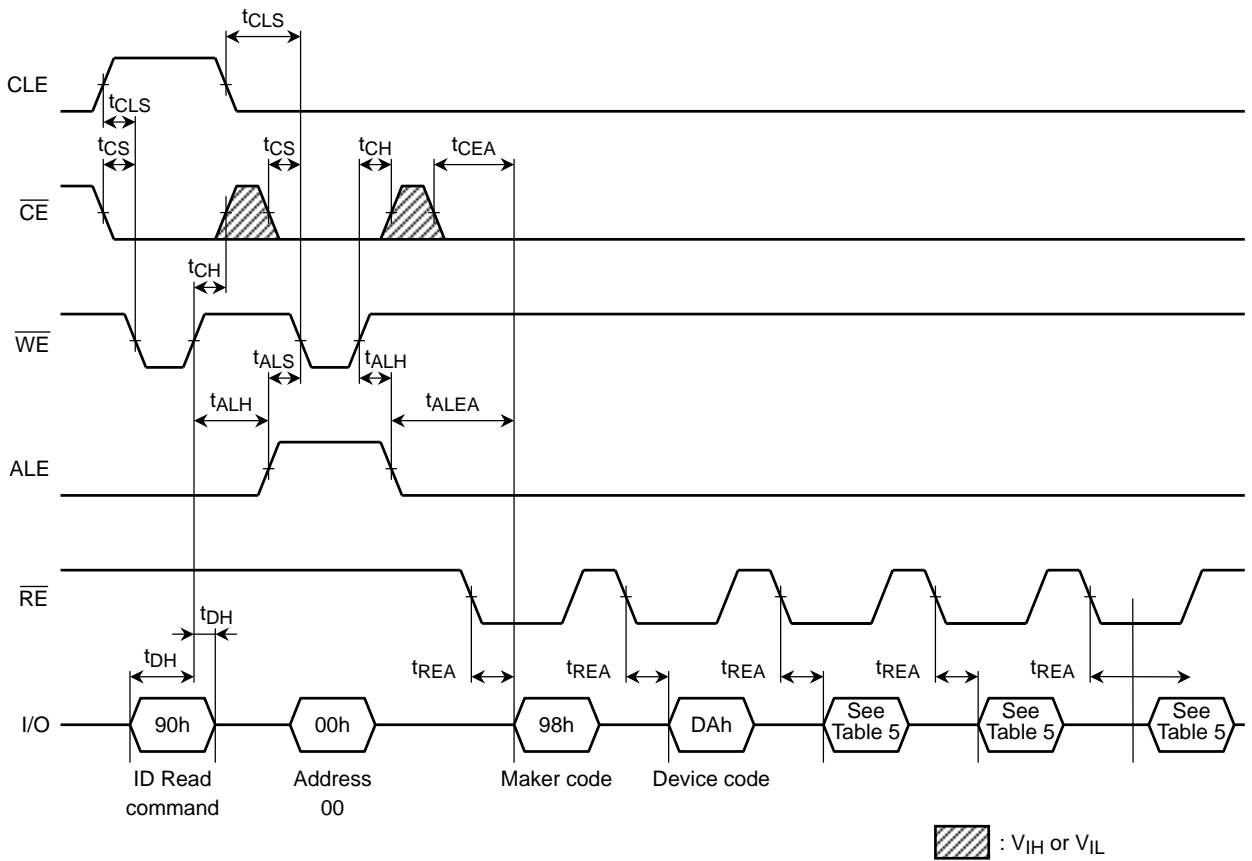 tCLS
CLE
tCLS
tCS
tCS
tCH
tCEA
CE
tCH
WE
tALS
tALH
tALH
tALEA
ALE
RE
tDH
tDH
tREA
tREA
tREA
tREA
tREA
I/O
90h
00h
98h
DAh
See
Table 5
See
Table 5
See
Table 5
ID Read
command
Address
00
Maker code
Device code
: VIH or VIL